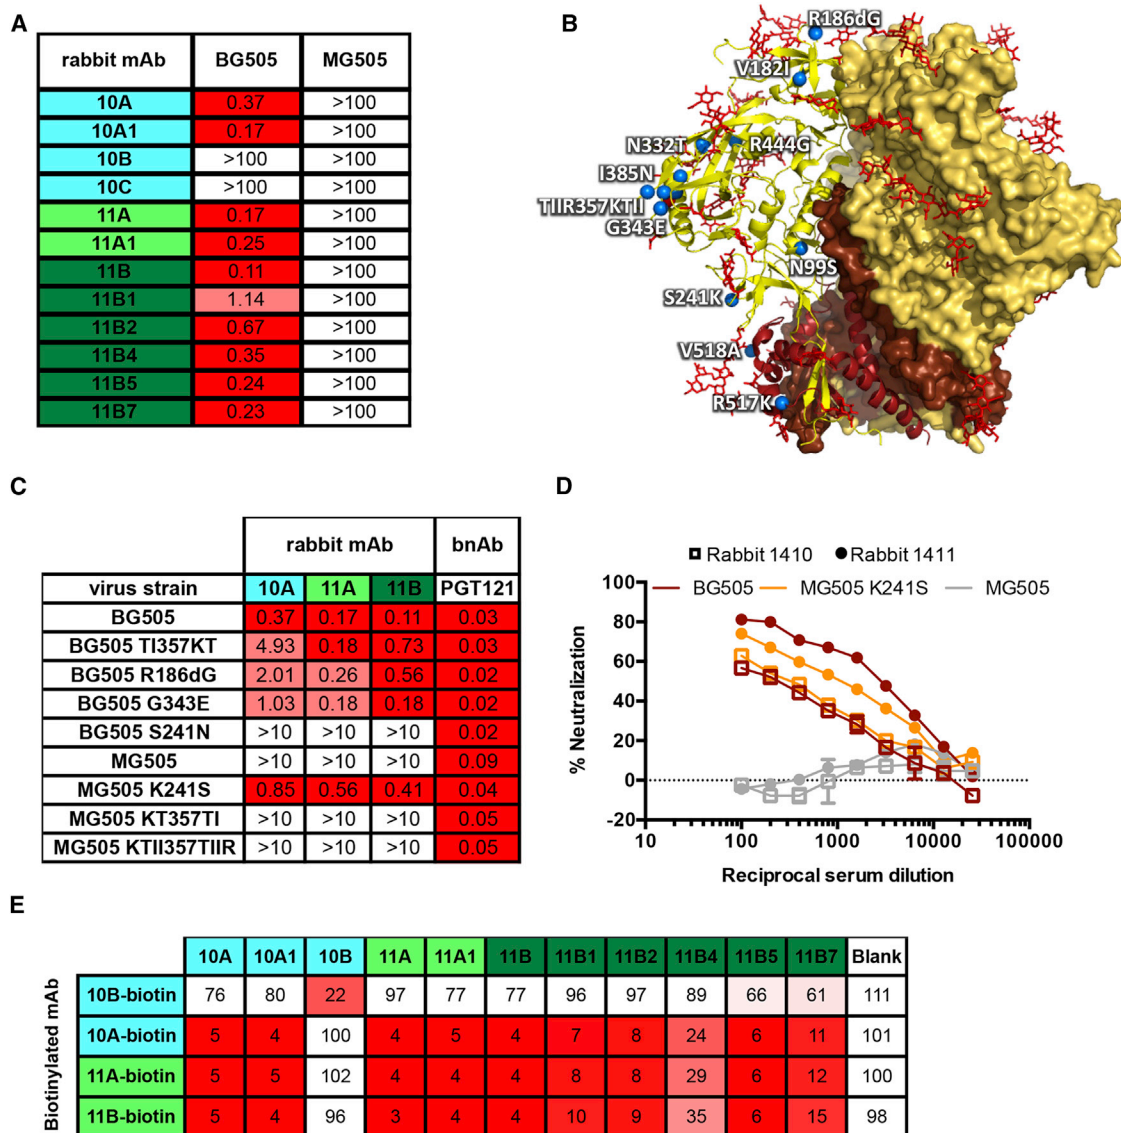 A
rabbit mAb BG505 MG505
10A 0.37 >100
10A1 0.17 >100
10B >100 >100
10C >100 >100
11A 0.17 >100
11A1 0.25 >100
11B 0.11 >100
11B1 1.14 >100
11B2 0.67 >100
11B4 0.35 >100
11B5 0.24 >100
11B7 0.23 >100
B
R186dG
V182I
N332T R444G
I385N
TIIR357KTII
G343E
N99S
S241K
V518A
R517K
C
rabbit mAb bnAb
virus strain 10A 11A 11B PGT121
BG505 0.37 0.17 0.11 0.03
BG505 TI357KT 4.93 0.18 0.73 0.03
BG505 R186dG 2.01 0.26 0.56 0.02
BG505 G343E 1.03 0.18 0.18 0.02
BG505 S241N >10 >10 >10 0.02
MG505 >10 >10 >10 0.09
MG505 K241S 0.85 0.56 0.41 0.04
MG505 KT357TI >10 >10 >10 0.05
MG505 KTII357TIIR >10 >10 >10 0.05
D
Rabbit 1410 Rabbit 1411
BG505 MG505 K241S MG505
100
80
60
40
20
0
-20
% Neutralization
10 100 1000 10000 100000
Reciprocal serum dilution
E
10A 10A1 10B 11A 11A1 11B 11B1 11B2 11B4 11B5 11B7 Blank
Biotinylated mAb
10B-biotin 76 80 22 97 77 77 96 97 89 66 61 111
10A-biotin 5 4 100 4 5 4 7 8 24 6 11 101
11A-biotin 5 5 102 4 4 4 8 8 29 6 12 100
11B-biotin 5 4 96 3 4 4 10 9 35 6 15 98